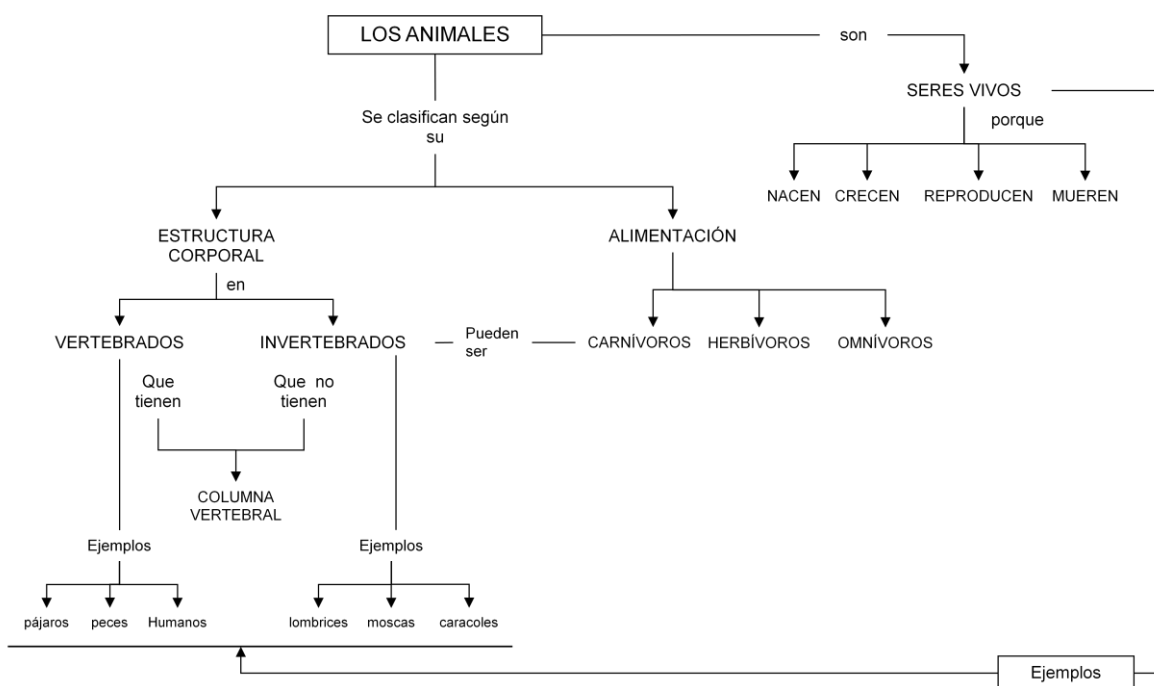 LOS ANIMALES
son
SERES VIVOS
porque
NACEN
CRECEN
REPRODUCEN
MUEREN
Se clasifican según
su
ESTRUCTURA
CORPORAL
en
ALIMENTACIÓN
VERTEBRADOS
INVERTEBRADOS
Pueden
ser
CARNÍVOROS
HERBÍVOROS
OMNÍVOROS
Que
tienen
Que no
tienen
COLUMNA
VERTEBRAL
Ejemplos
Ejemplos
pájaros
peces
Humanos
lombrices
moscas
caracoles
Ejemplos